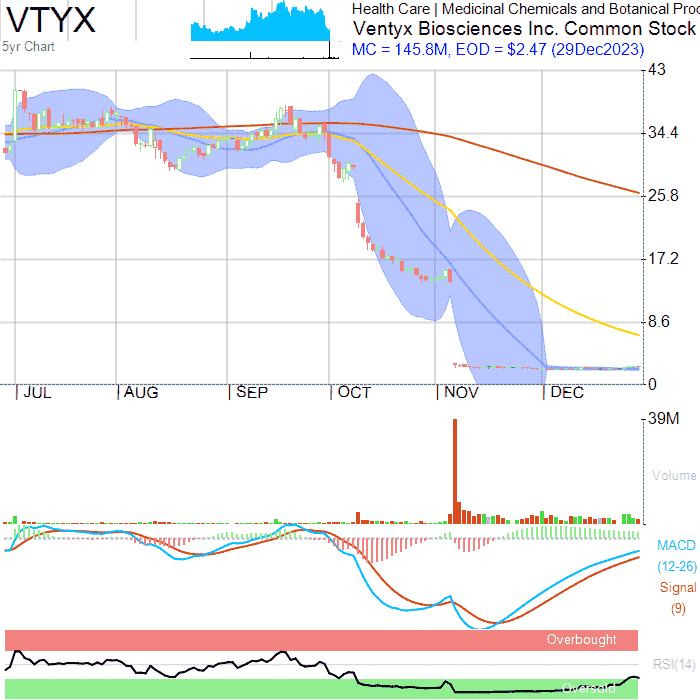 VTYX
5yr Chart
Health Care | Medicinal Chemicals and Botanical Proc
Ventyx Biosciences Inc. Common Stock
MC = 145.8M, EOD = $2.47 (29Dec2023)
43
34.4
25.8
17.2
8.6
0
JUL AUG SEP OCT NOV DEC
39M
Volume
MACD
(12-26)
Signal
(9)
Overbought
RSI(14)
Oversold